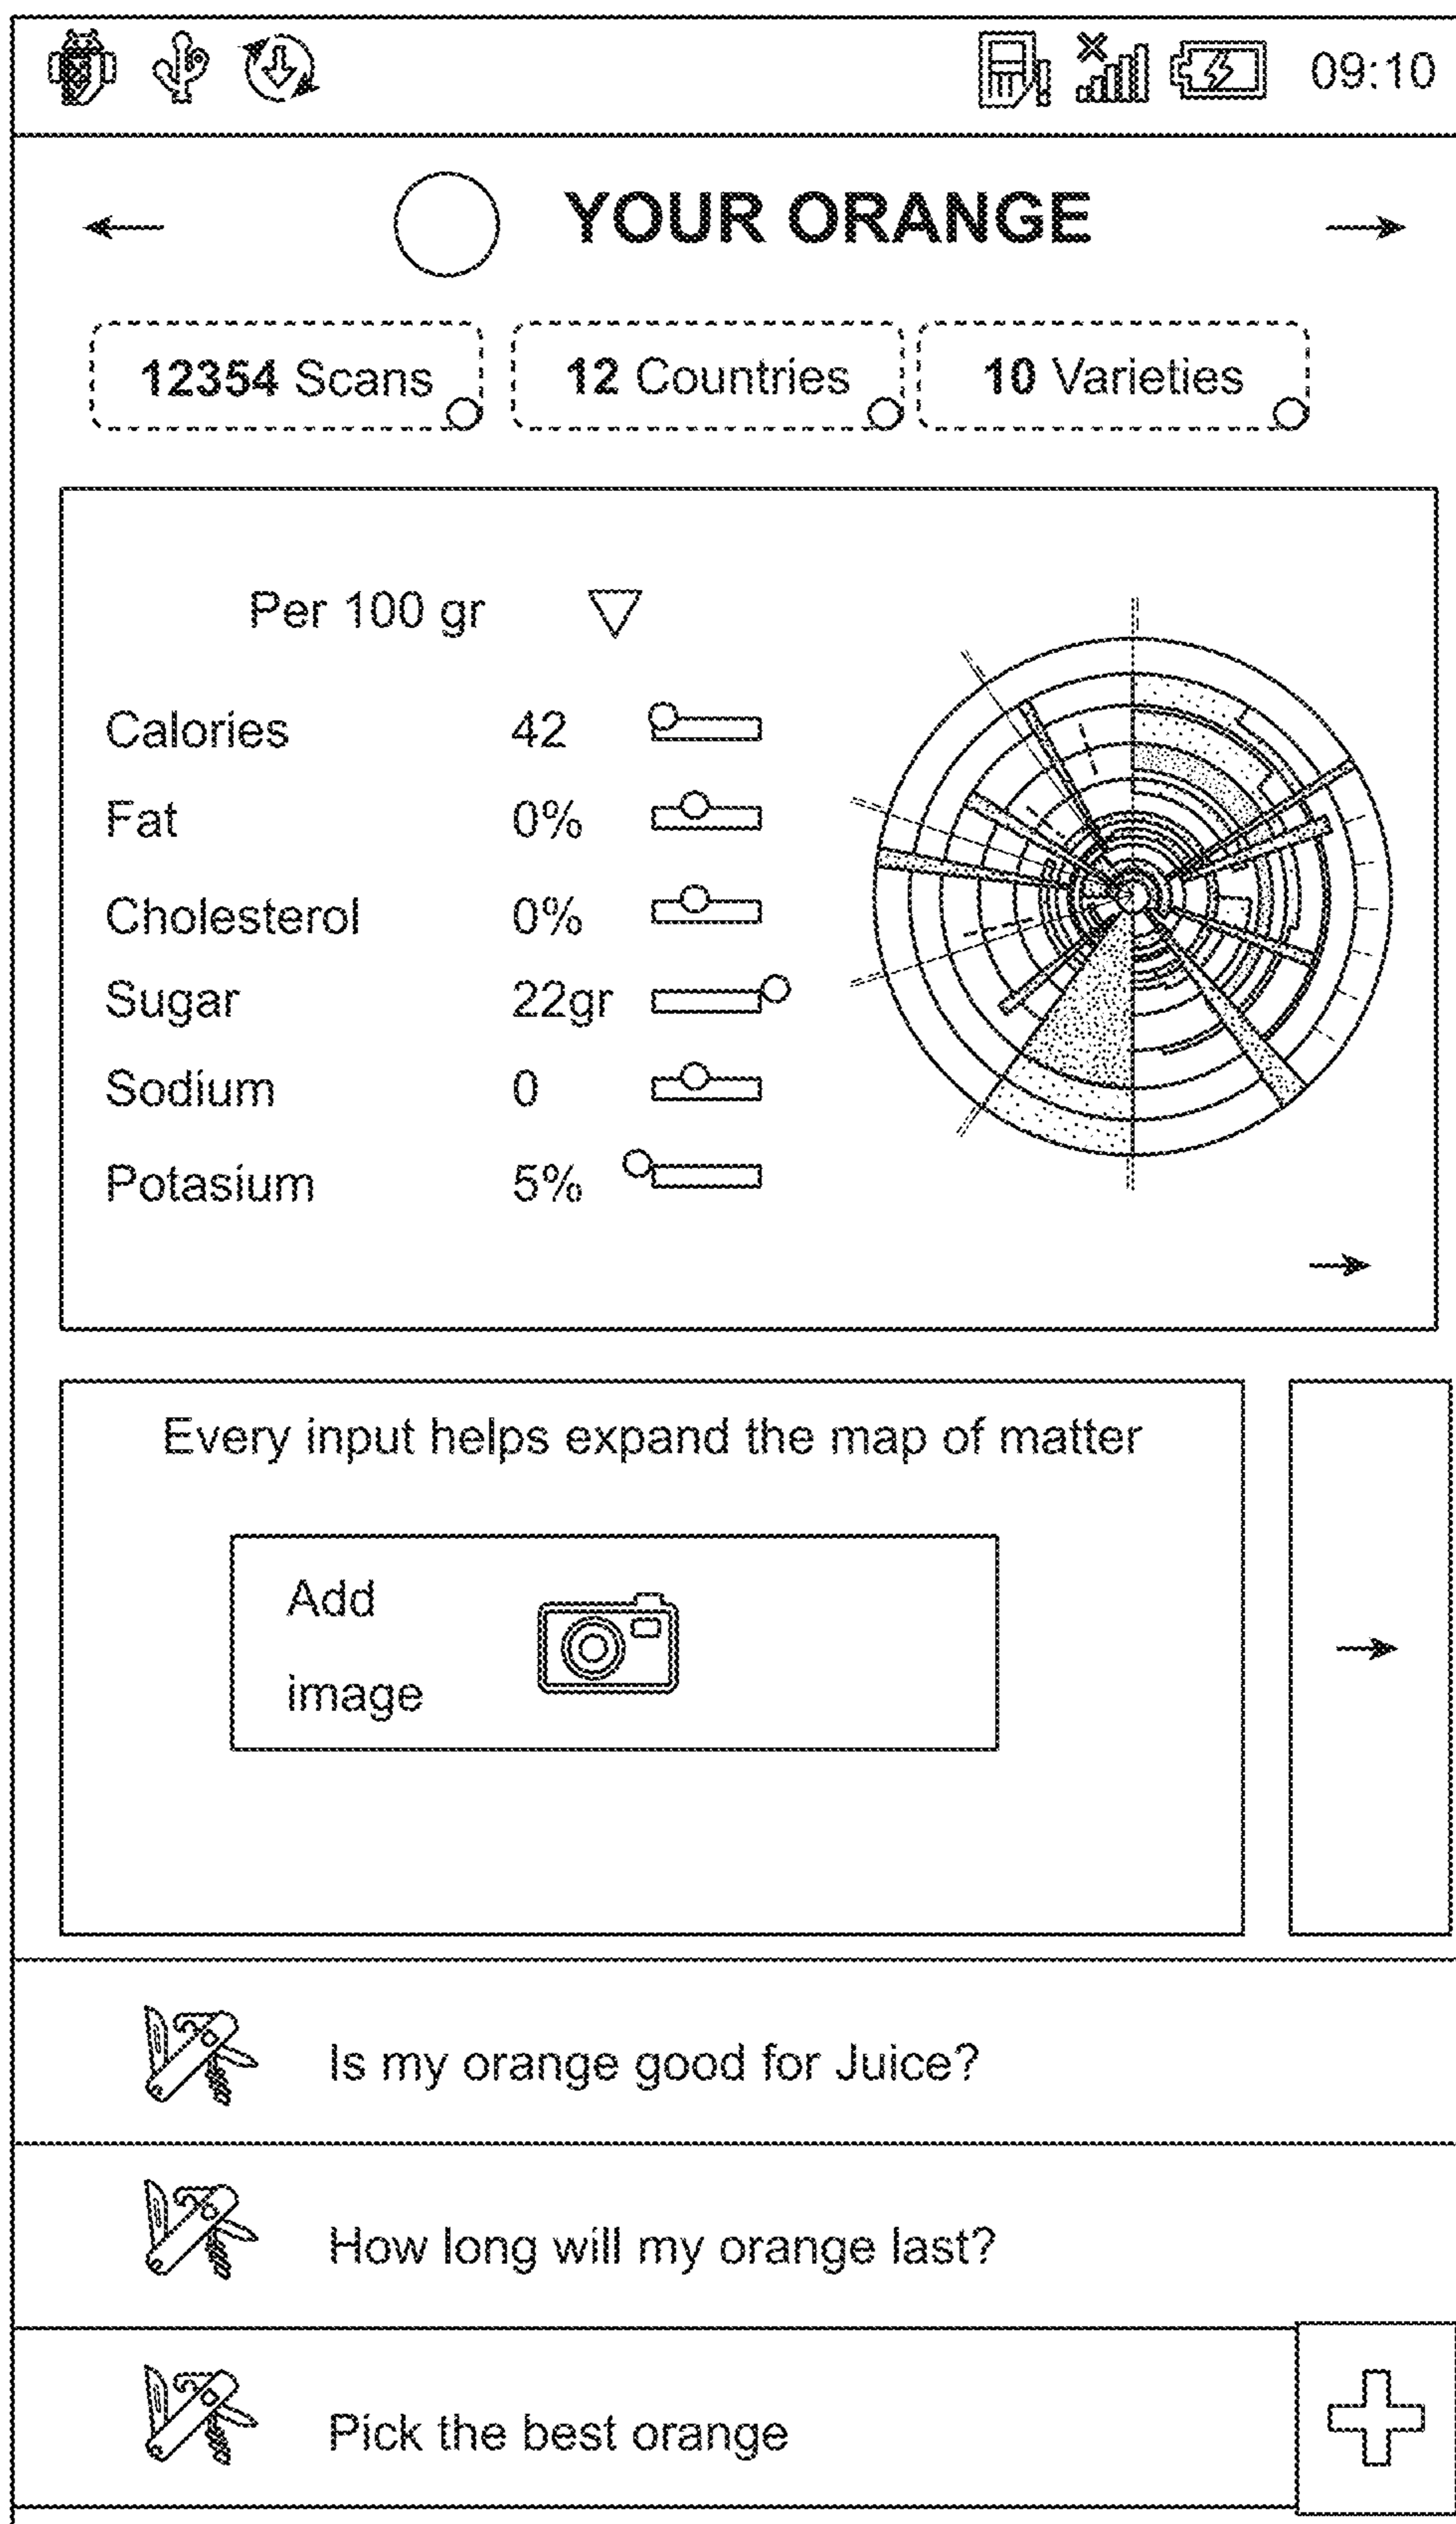 09:10
YOUR ORANGE
12354 Scans
12 Countries
10 Varieties
Per 100 gr
Calories 42
Fat 0%
Cholesterol 0%
Sugar 22gr
Sodium 0
Potasium 5%
Every input helps expand the map of matter
Add
image
Is my orange good for Juice?
How long will my orange last?
Pick the best orange